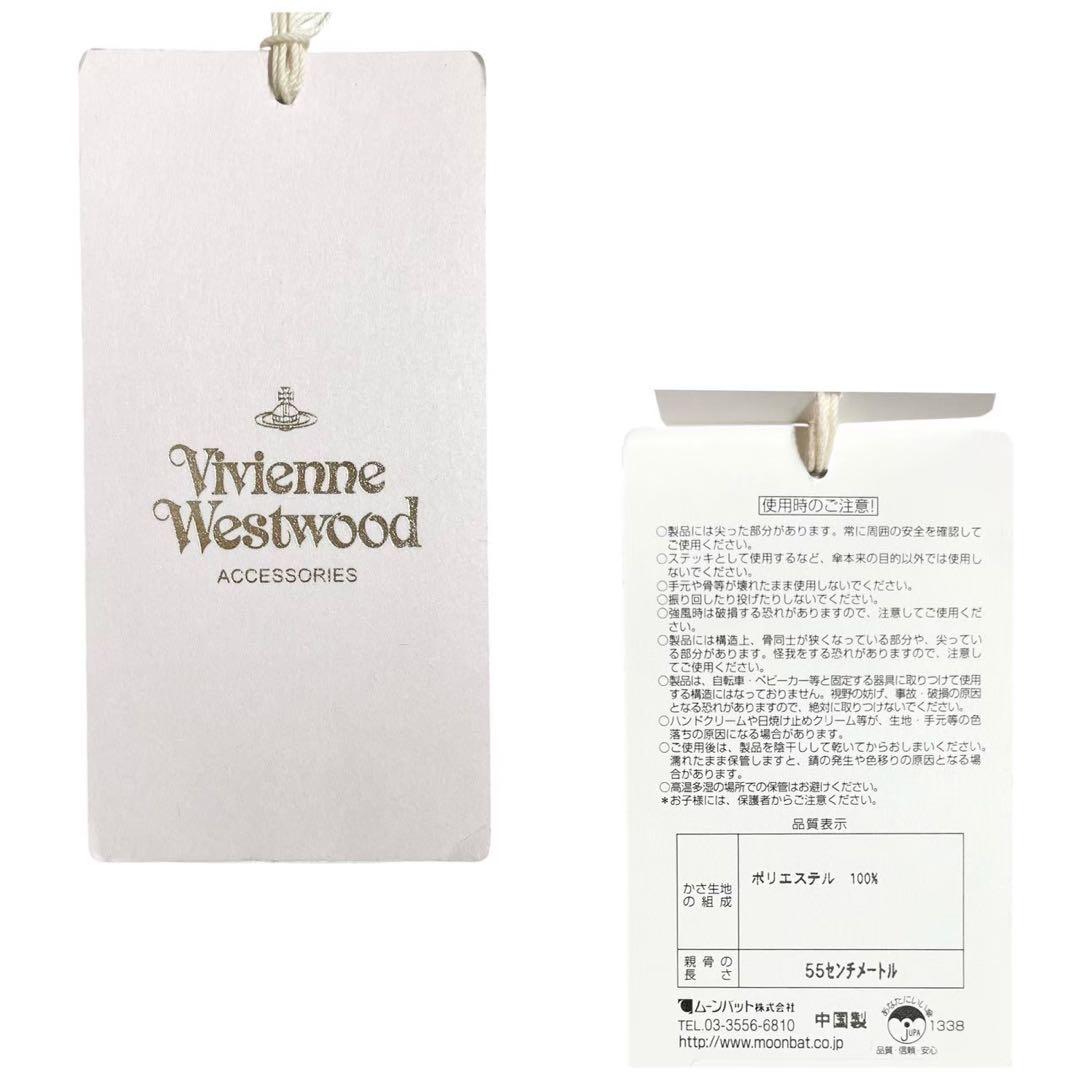 Vivienne
Westwood
ACCESSORIES
使用時のご注意!
○製品には尖った部分があります。常に周囲の安全を確認して
ご使用ください。
○ステッキとして使用するなど、傘本来の目的以外では使用し
ないでください。
○手元や骨等が壊れたまま使用しないでください。
○振り回したり投げたりしないでください。
○強風時は破損する恐れがありますので、注意してご使用くだ
さい。
○製品には構造上、骨同士が狭くなっている部分や、尖ってい
る部分があります。怪我をする恐れがありますので、注意し
てご使用ください。
○製品は、自転車・ベビーカー等と固定する器具に取りつけて使用
する構造にはなっておりません。視野の妨げ、事故・破損の原因
となる恐れがありますので、絶対に取りつけないでください。
○ハンドクリームや日焼け止めクリーム等が、生地・手元等の色
落ちの原因になる場合があります。
○ご使用後は、製品を陰干しして乾いてからおしまいください。
濡れたまま保管しますと、錆の発生や色移りの原因となる場
合があります。
○高温多湿の場所での保管はお避けください。
＊お子様には、保護者からご注意ください。
品質表示
かさ生地
の組成
ポリエステル 100%
親骨の
長さ
55センチメートル
ムーンバット株式会社
TEL.03-3556-6810
http://www.moonbat.co.jp
中国製
あなたにいい傘
JUPA
1338
品質・信頼・安心